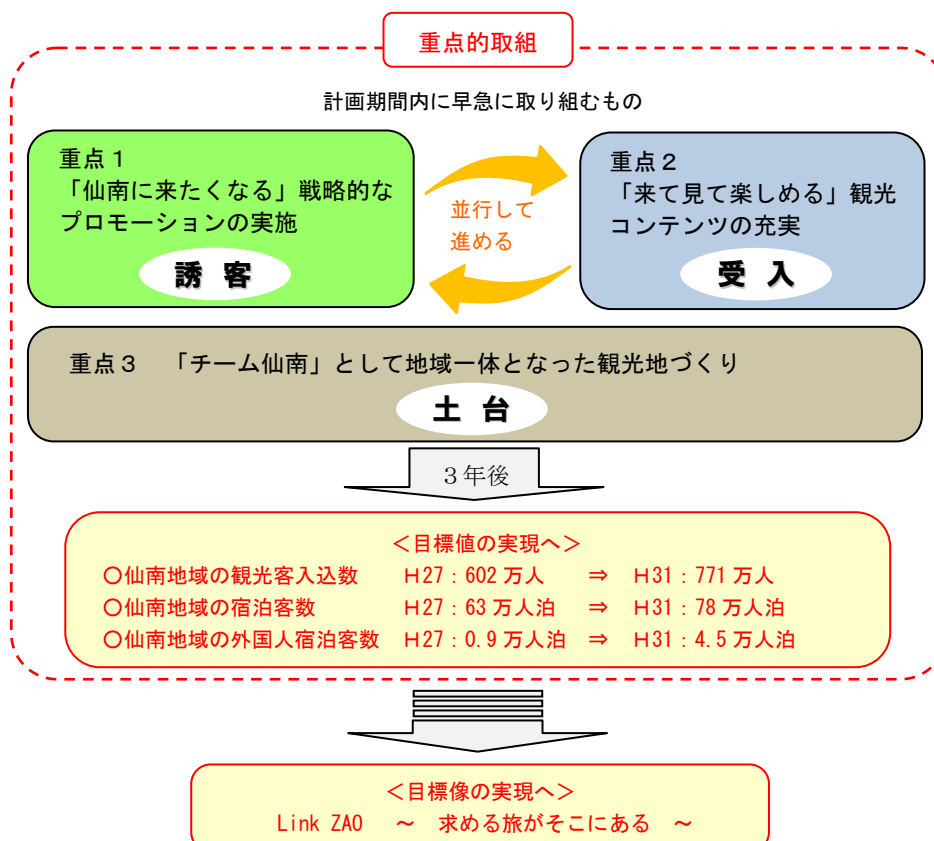 重点的取組
計画期間内に早急に取り組むもの
重点１
「仙南に来たくなる」戦略的な
プロモーションの実施
誘 客
並行して
進める
重点２
「来て見て楽しめる」観光
コンテンツの充実
受 入
重点３　「チーム仙南」として地域一体となった観光地づくり
土 台
３年後
＜目標値の実現へ＞
〇仙南地域の観光客入込数　H27：602 万人　⇒　H31：771 万人
〇仙南地域の宿泊客数　H27：63 万人泊　⇒　H31：78 万人泊
〇仙南地域の外国人宿泊客数　H27：0.9 万人泊　⇒　H31：4.5 万人泊
＜目標像の実現へ＞
Link ZAO　～　求める旅がそこにある　～